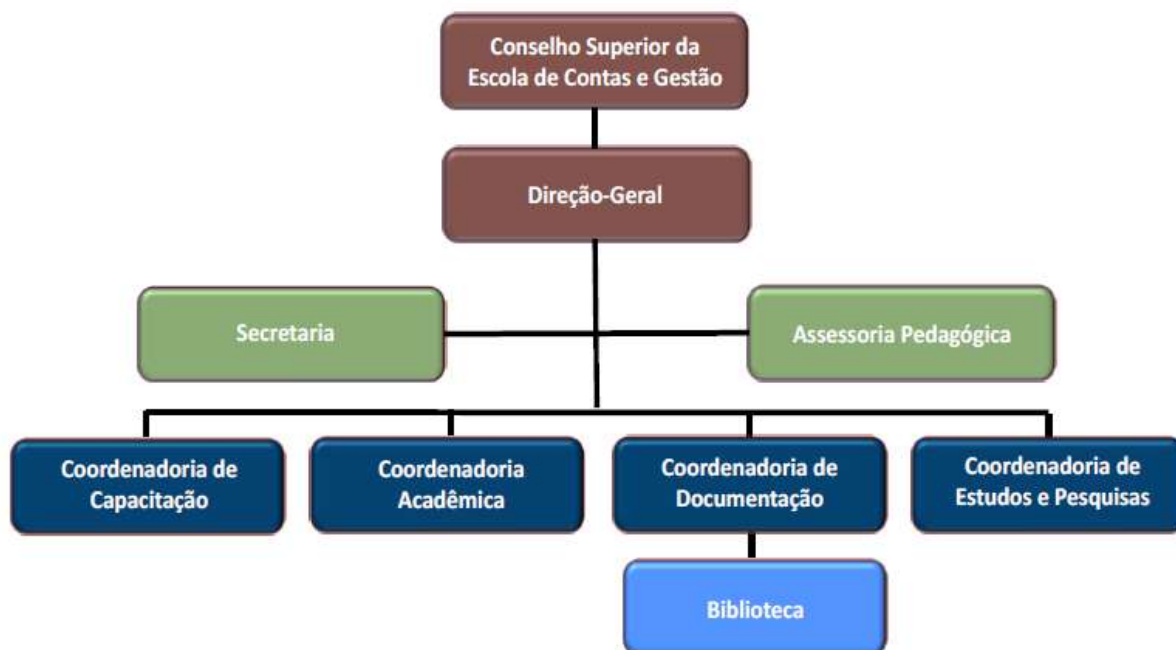 Conselho Superior da
Escola de Contas e Gestão
Direção-Geral
Secretaria
Assessoria Pedagógica
Coordenadoria de
Capacitação
Coordenadoria
Acadêmica
Coordenadoria de
Documentação
Coordenadoria de
Estudos e Pesquisas
Biblioteca